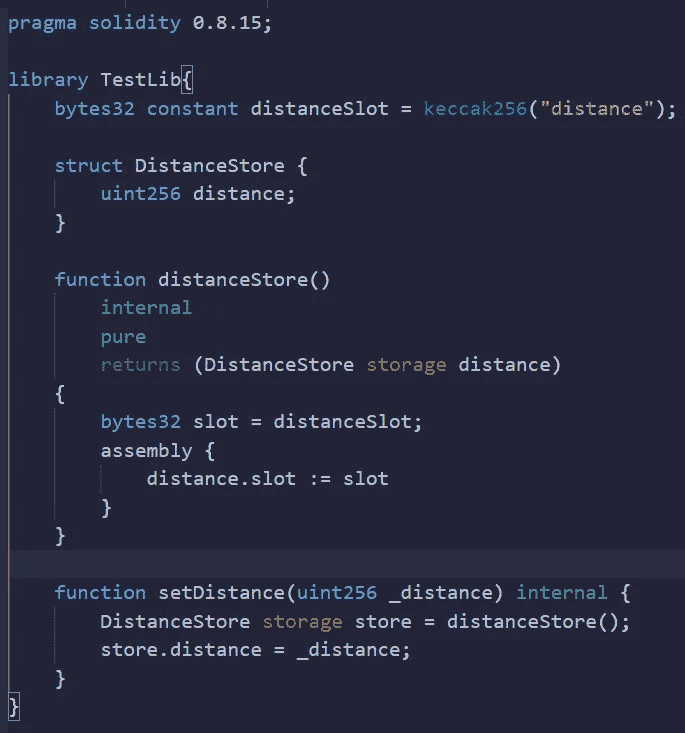 pragma solidity 0.8.15;
library TestLib{
bytes32 constant distanceSlot = keccak256("distance");
struct DistanceStore {
uint256 distance;
}
function distanceStore()
internal
pure
returns (DistanceStore storage distance)
{
bytes32 slot = distanceSlot;
assembly {
distance.slot := slot
}
}
function setDistance(uint256 _distance) internal {
DistanceStore storage store = distanceStore();
store.distance = _distance;
}
}